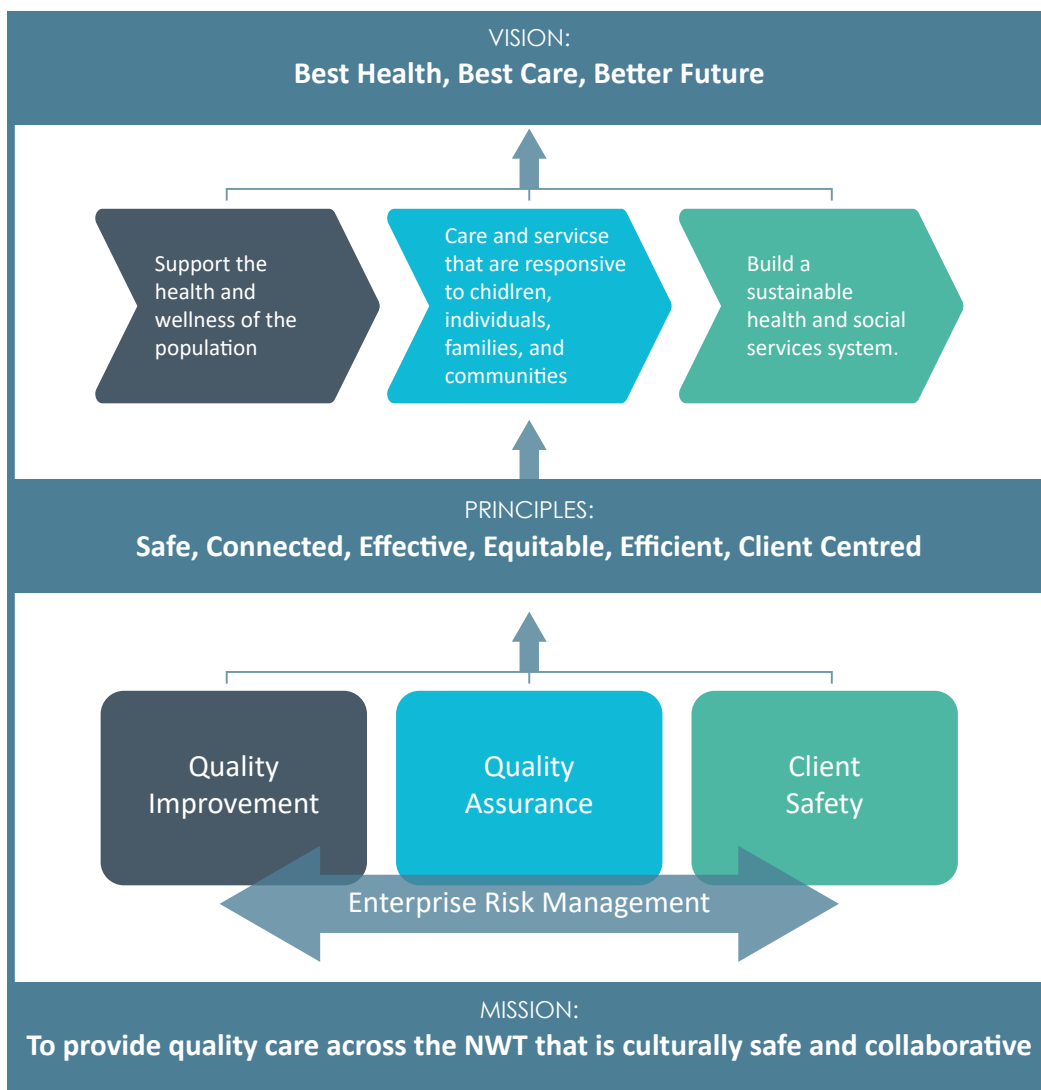 VISION:
Best Health, Best Care, Better Future
Support the
health and
wellness of the
population
Care and servicse
that are responsive
to chidlren,
individuals,
families, and
communities
Build a
sustainable
health and social
services system.
PRINCIPLES:
Safe, Connected, Effective, Equitable, Efficient, Client Centred
Quality
Improvement
Quality
Assurance
Client
Safety
Enterprise Risk Management
MISSION:
To provide quality care across the NWT that is culturally safe and collaborative